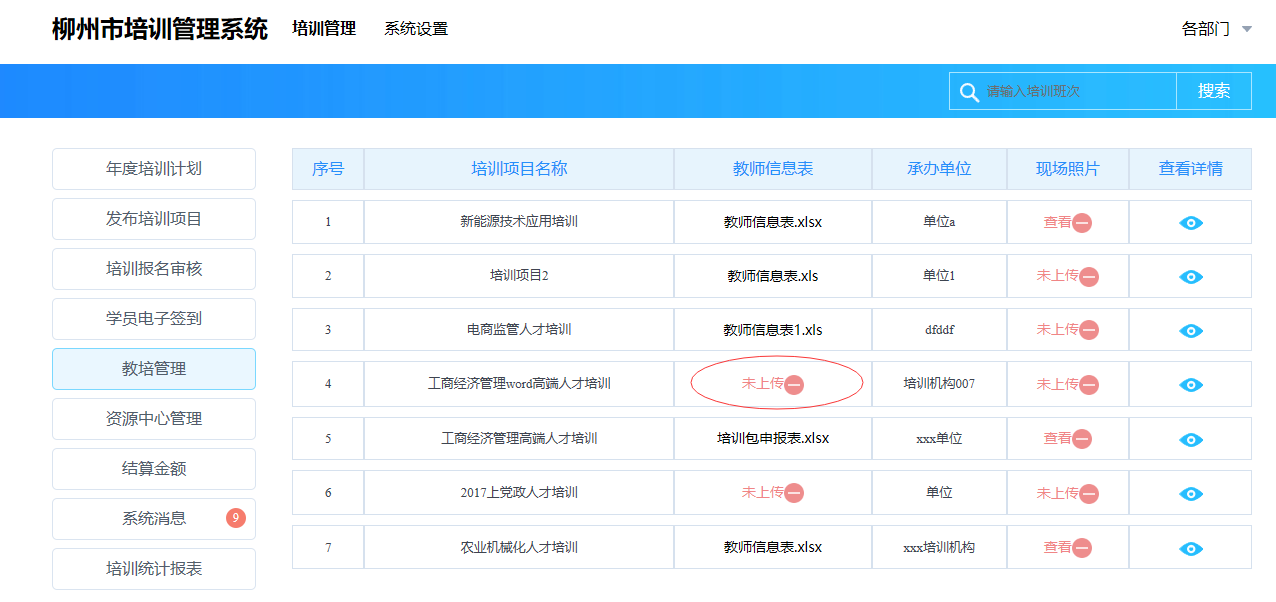 柳州市培训管理系统 培训管理 系统设置 各部门
请输入培训班次 搜索
年度培训计划
发布培训项目
培训报名审核
学员电子签到
教培管理
资源中心管理
结算金额
系统消息 9
培训统计报表
序号 培训项目名称 教师信息表 承办单位 现场照片 查看详情
1 新能源技术应用培训 教师信息表.xlsx 单位a 查看
2 培训项目2 教师信息表.xls 单位1 未上传
3 电商监管人才培训 教师信息表1.xls dfddf 未上传
4 工商经济管理word高端人才培训 未上传 培训机构007 未上传
5 工商经济管理高端人才培训 培训包申报表.xlsx xxx单位 查看
6 2017上党政人才培训 未上传 单位 未上传
7 农业机械化人才培训 教师信息表.xlsx xxx培训机构 查看